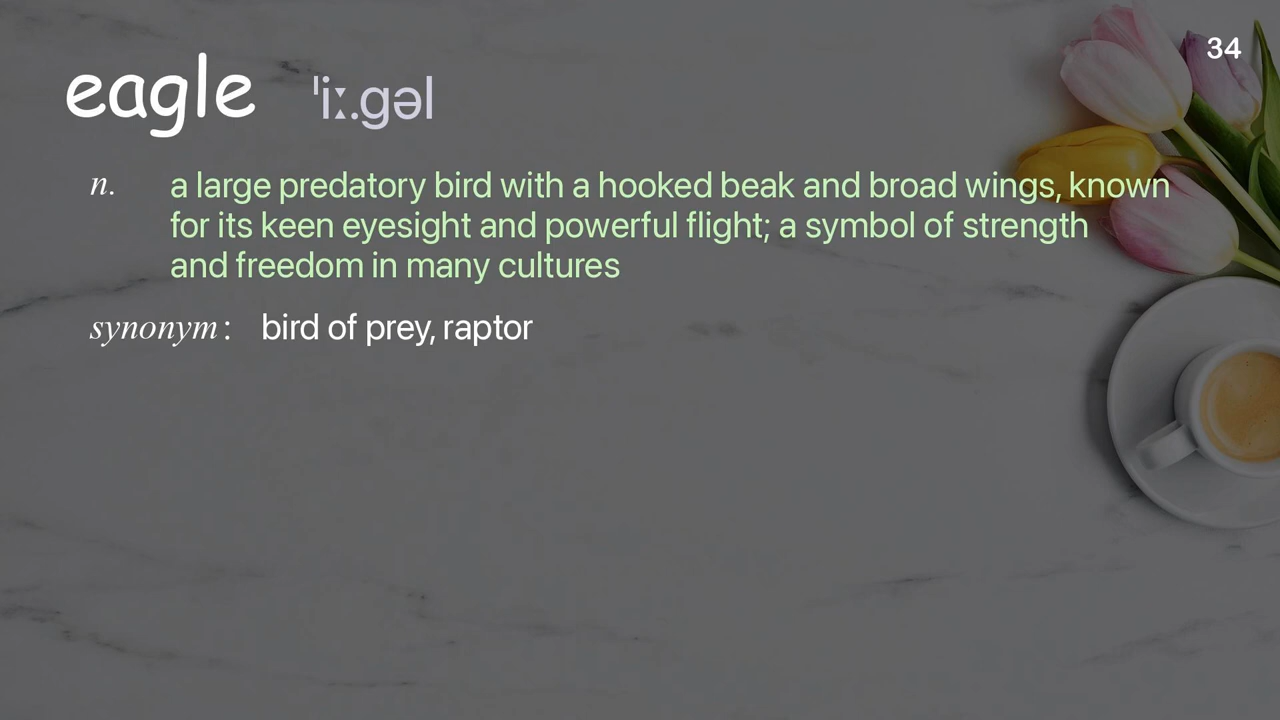 34
eagle ˈiː.gəl
n. a large predatory bird with a hooked beak and broad wings, known
for its keen eyesight and powerful flight; a symbol of strength
and freedom in many cultures
synonym: bird of prey, raptor